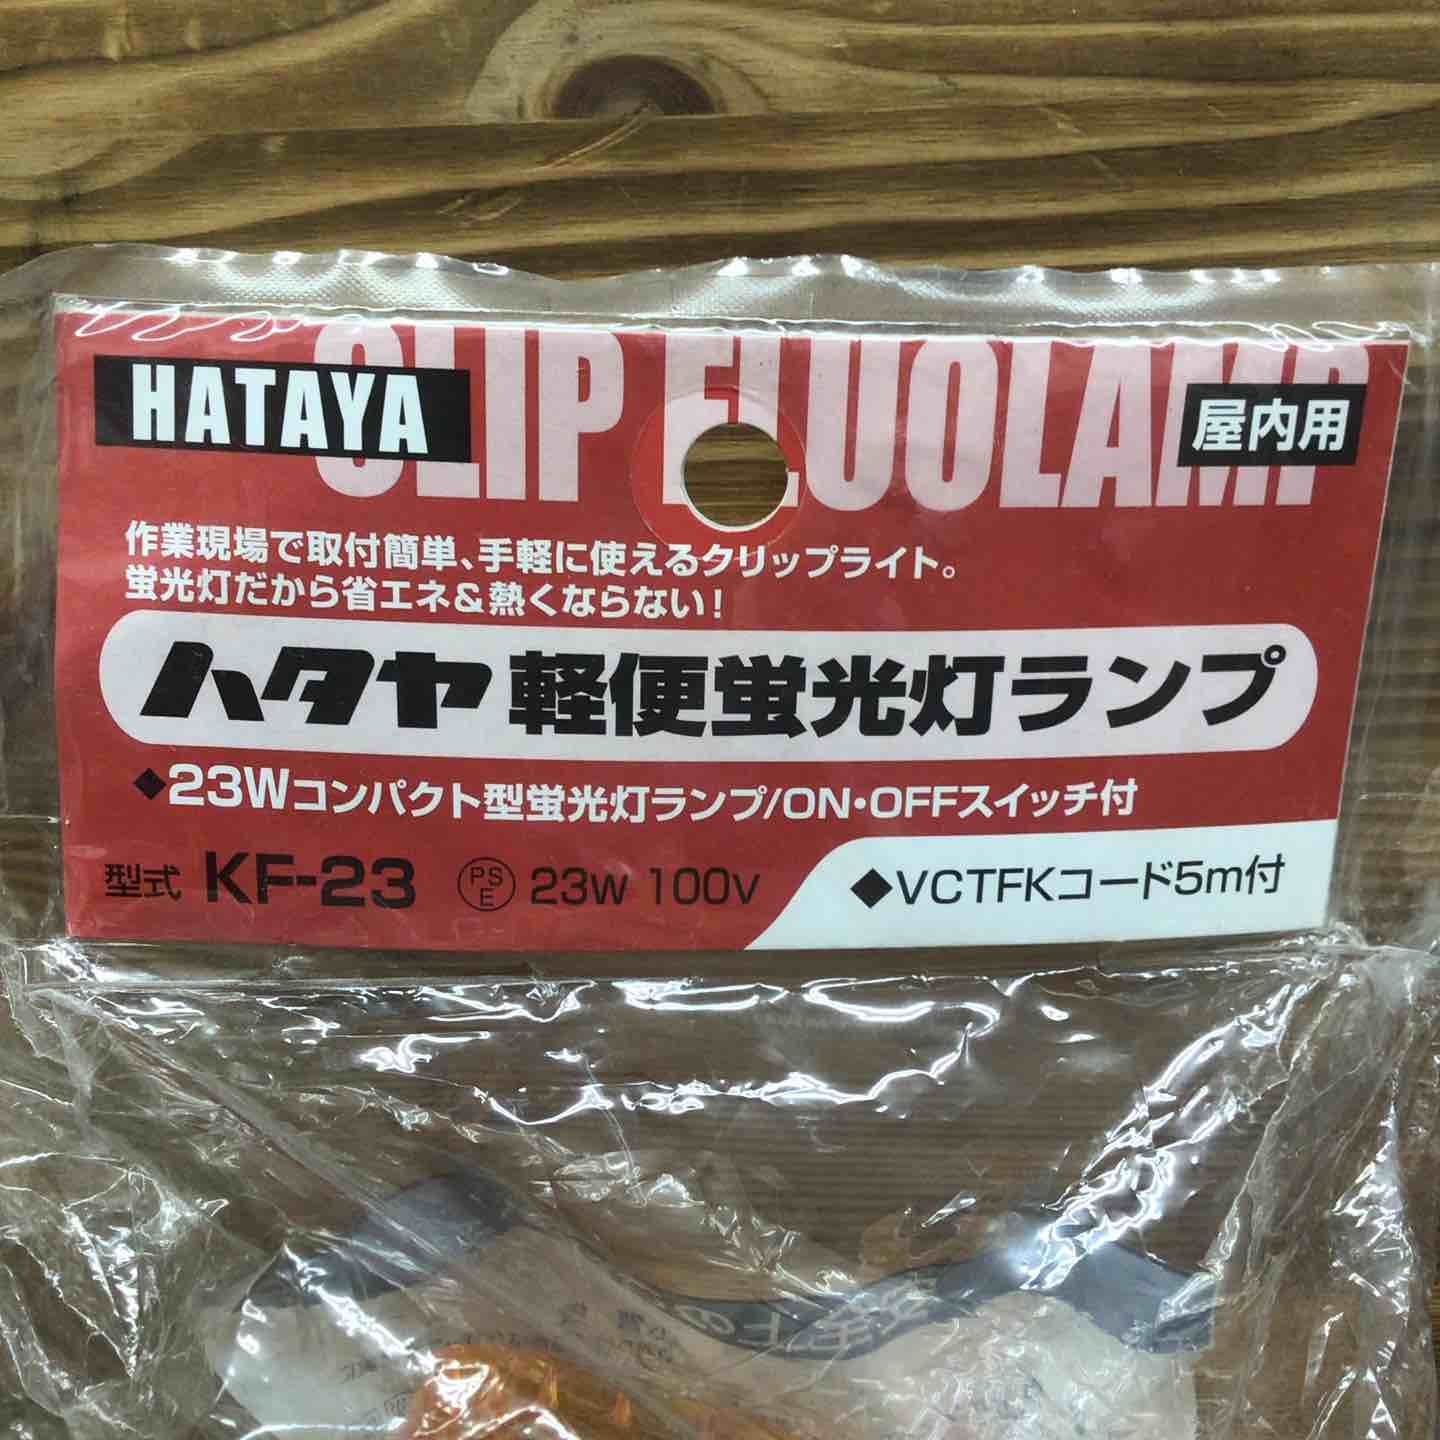 CLIP FLUOLAMP
HATAYA
屋内用
作業現場で取付簡単、手軽に使えるクリップライト。
蛍光灯だから省エネ&熱くならない!
ハタヤ 軽便蛍光灯ランプ
◆23Wコンパクト型蛍光灯ランプ/ON・OFFスイッチ付
型式 KF-23 PSE 23W 100V
◆VCTFKコード5m付